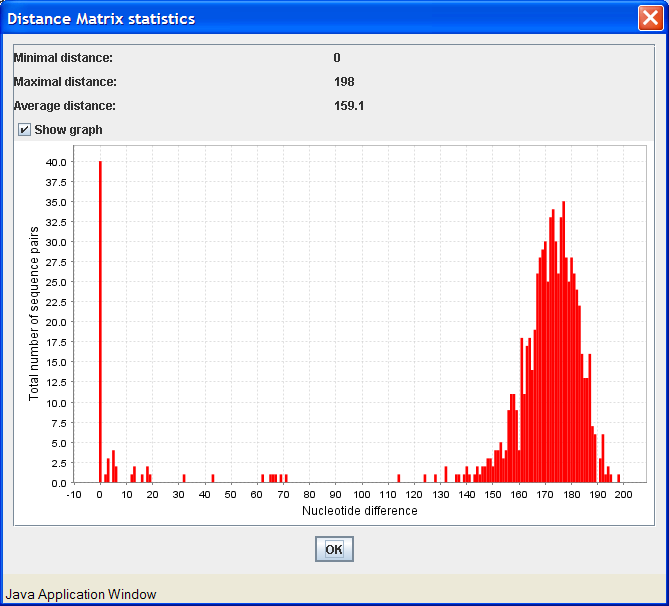 Distance Matrix statistics
Minimal distance: 0
Maximal distance: 198
Average distance: 159.1
Show graph
Total number of sequence pairs
40.0
37.5
35.0
32.5
30.0
27.5
25.0
22.5
20.0
17.5
15.0
12.5
10.0
7.5
5.0
2.5
0.0
-10 0 10 20 30 40 50 60 70 80 90 100 110 120 130 140 150 160 170 180 190 200
Nucleotide difference
OK
Java Application Window